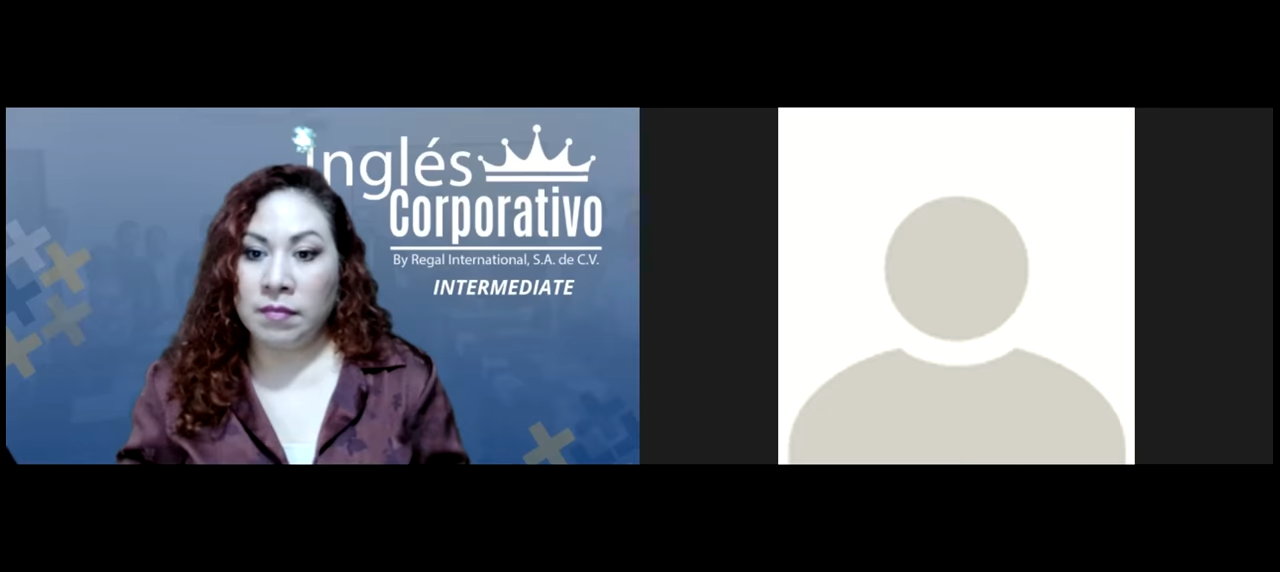 Inglés
Corporativo
By Regal International, S.A. de C.V.
INTERMEDIATE